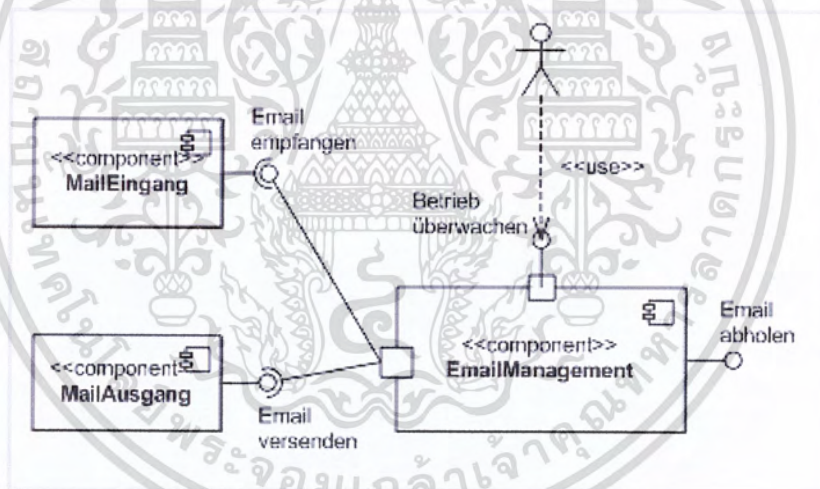 Email
empfangen
<<component>>
MailEingang
<<use>>
Betrieb
überwachen
<<component>>
EmailManagement
Email
abholen
<<component>>
MailAusgang
Email
versenden